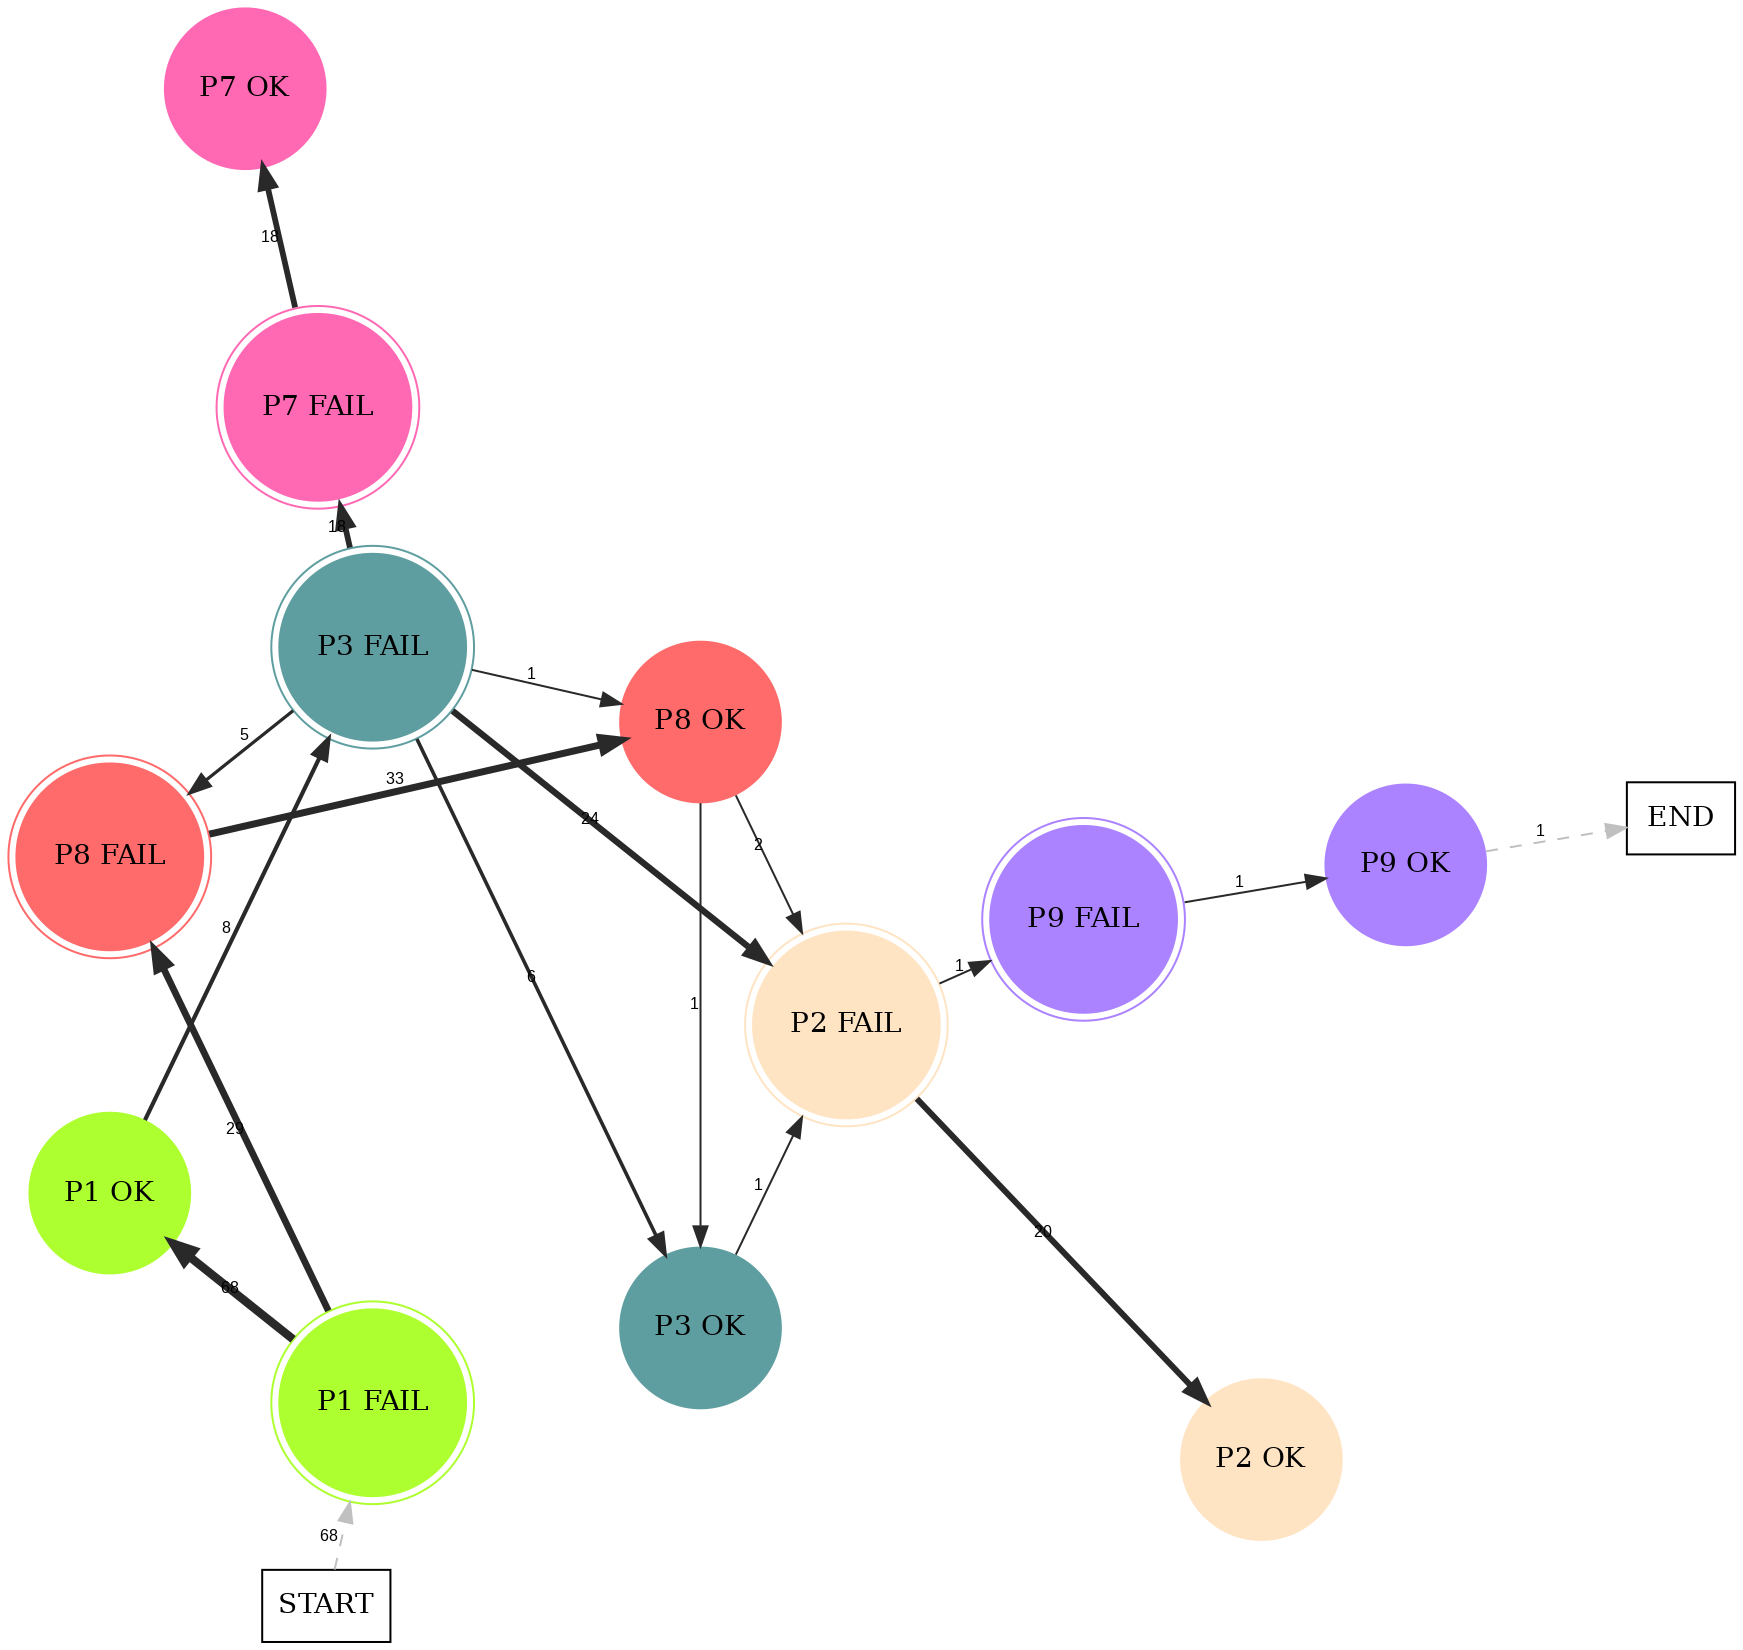 P7 OK
18
P7 FAIL
18
P3 FAIL
1
P8 OK
5
33
24
P8 FAIL
8
2
6
1
P2 FAIL
1
P9 FAIL
1
P9 OK
1
END
29
P1 OK
1
20
68
P3 OK
P1 FAIL
P2 OK
68
START